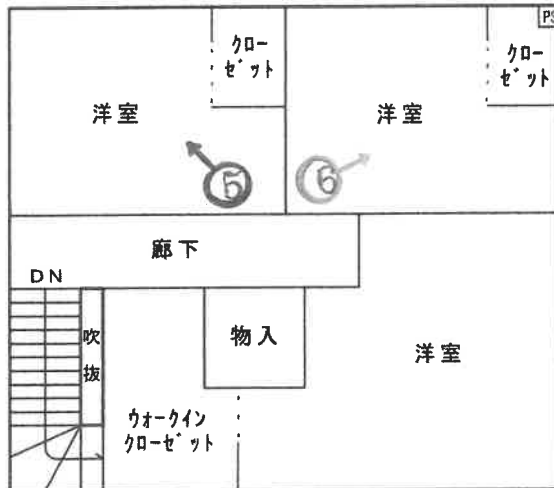 PS
クロー
ゼット
クロー
ゼット
洋室
洋室
⑤
⑥
廊下
DN
吹
抜
物入
洋室
ウォークイン
クローゼット